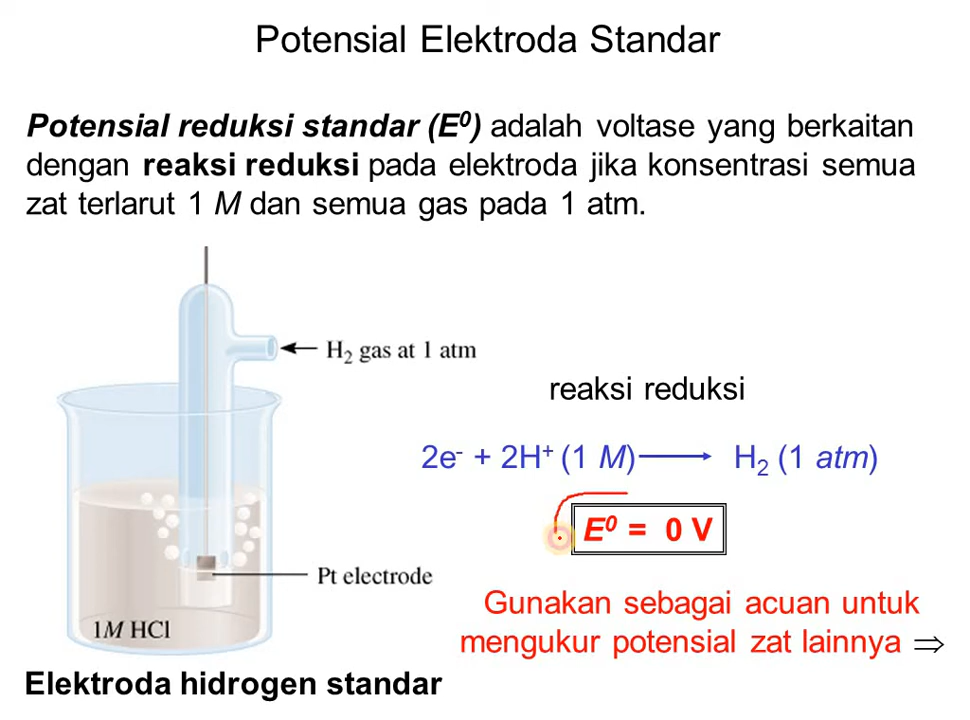 Potensial Elektroda Standar
Potensial reduksi standar (E⁰) adalah voltase yang berkaitan
dengan reaksi reduksi pada elektroda jika konsentrasi semua
zat terlarut 1 M dan semua gas pada 1 atm.
H₂ gas at 1 atm
reaksi reduksi
2e⁻ + 2H⁺ (1 M) ⟶ H₂ (1 atm)
E⁰ = 0 V
Pt electrode
Gunakan sebagai acuan untuk
mengukur potensial zat lainnya ⇒
1M HCl
Elektroda hidrogen standar